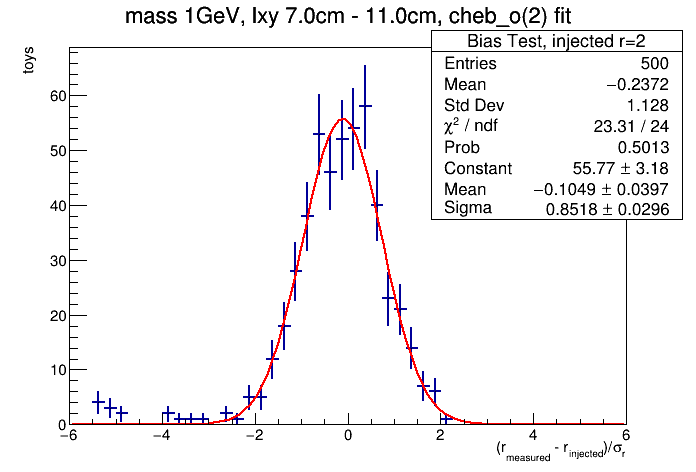 mass 1GeV, lxy 7.0cm - 11.0cm, cheb_o(2) fit
toys
Bias Test, injected r=2
Entries 500
Mean −0.2372
Std Dev 1.128
χ² / ndf 23.31 / 24
Prob 0.5013
Constant 55.77 ± 3.18
Mean −0.1049 ± 0.0397
Sigma 0.8518 ± 0.0296
60
50
40
30
20
10
0
−6 −4 −2 0 2 4 6
(r_measured - r_injected)/σ_r